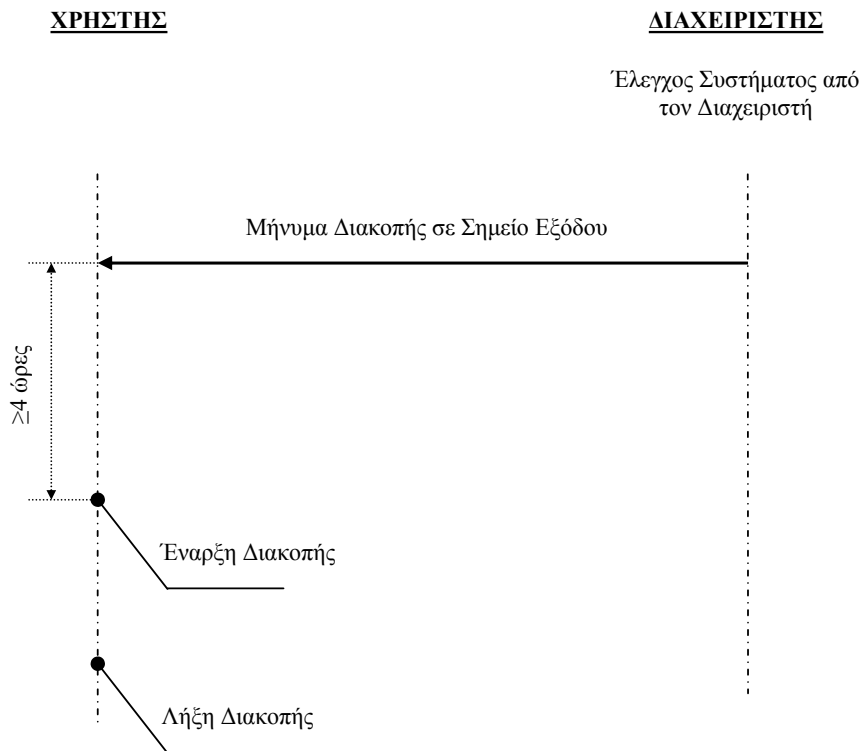 ΧΡΗΣΤΗΣ
ΔΙΑΧΕΙΡΙΣΤΗΣ
Έλεγχος Συστήματος από
τον Διαχειριστή
Μήνυμα Διακοπής σε Σημείο Εξόδου
≥4 ώρες
Έναρξη Διακοπής
Λήξη Διακοπής